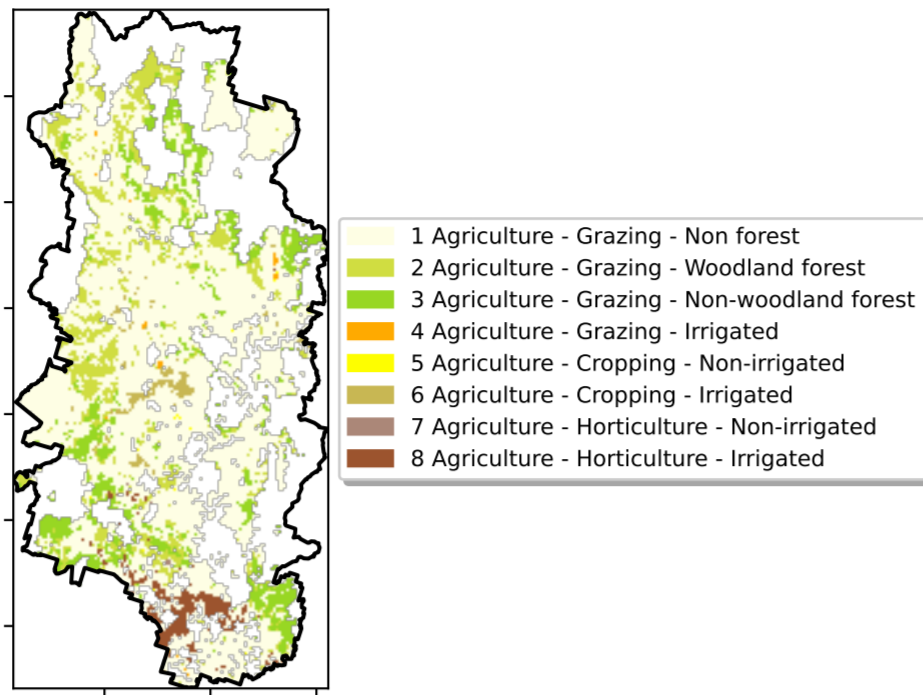 1 Agriculture - Grazing - Non forest
2 Agriculture - Grazing - Woodland forest
3 Agriculture - Grazing - Non-woodland forest
4 Agriculture - Grazing - Irrigated
5 Agriculture - Cropping - Non-irrigated
6 Agriculture - Cropping - Irrigated
7 Agriculture - Horticulture - Non-irrigated
8 Agriculture - Horticulture - Irrigated